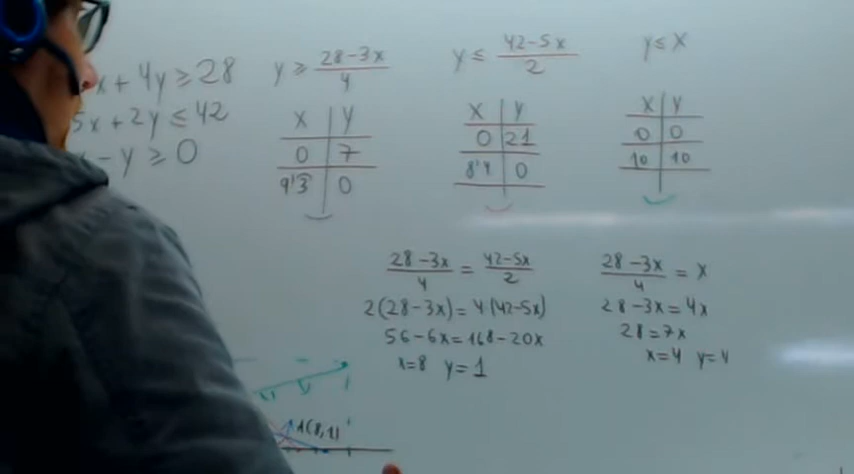 x + 4y ≥ 28
5x + 2y ≤ 42
- y ≥ 0
y ≥ (28-3x)/4
x | y
0 | 7
9'3 | 0
y ≤ (42-5x)/2
x | y
0 | 21
8'4 | 0
y ≤ x
x | y
0 | 0
10 | 10
(28-3x)/4 = (42-5x)/2
2(28-3x) = 4(42-5x)
56-6x = 168-20x
x=8 y=1
(28-3x)/4 = x
28-3x = 4x
28 = 7x
x=4 y=4
A(8,1)